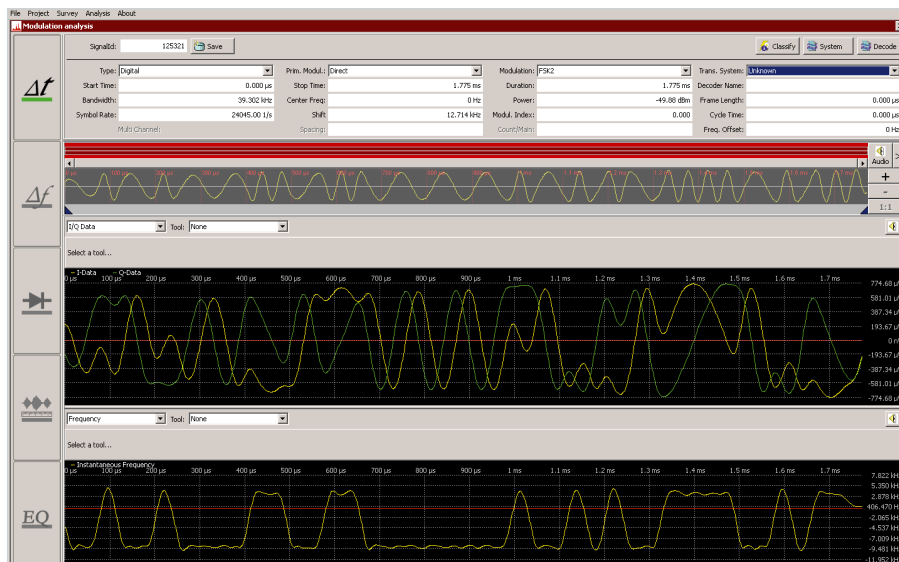 File Project Survey Analysis About
Modulation analysis
SignalId: 125321 Save Classify System Decode
Type: Digital Prim. Modul.: Direct Modulation: FSK2 Trans. System: Unknown
Start Time: 0.000 µs Stop Time: 1.775 ms Duration: 1.775 ms Decoder Name:
Bandwidth: 39.302 kHz Center Freq: 0 Hz Power: -49.88 dBm Frame Length: 0.000 µs
Symbol Rate: 24045.00 1/s Shift 12.714 kHz Modul. Index: 0.000 Cycle Time: 0.000 µs
Multi Channel: Spacing: Count/Main: Freq. Offset: 0 Hz
Δt
Audio
+
-
1:1
Δf
I/Q Data Tool: None
Select a tool...
I-Data Q-Data
0 µs 100 µs 200 µs 300 µs 400 µs 500 µs 600 µs 700 µs 800 µs 900 µs 1 ms 1.1 ms 1.2 ms 1.3 ms 1.4 ms 1.5 ms 1.6 ms 1.7 ms
774.68 µ
581.01 µ
387.34 µ
193.67 µ
0 n
-193.67 µ
-387.34 µ
-581.01 µ
-774.68 µ
Frequency Tool: None
Select a tool...
Instantaneous Frequency
0 µs 100 µs 200 µs 300 µs 400 µs 500 µs 600 µs 700 µs 800 µs 900 µs 1 ms 1.1 ms 1.2 ms 1.3 ms 1.4 ms 1.5 ms 1.6 ms 1.7 ms
7.822 kH
5.350 kH
2.878 kH
406.470 H
-2.065 kH
-4.537 kH
-7.009 kH
-9.481 kH
-11.952 kH
EQ